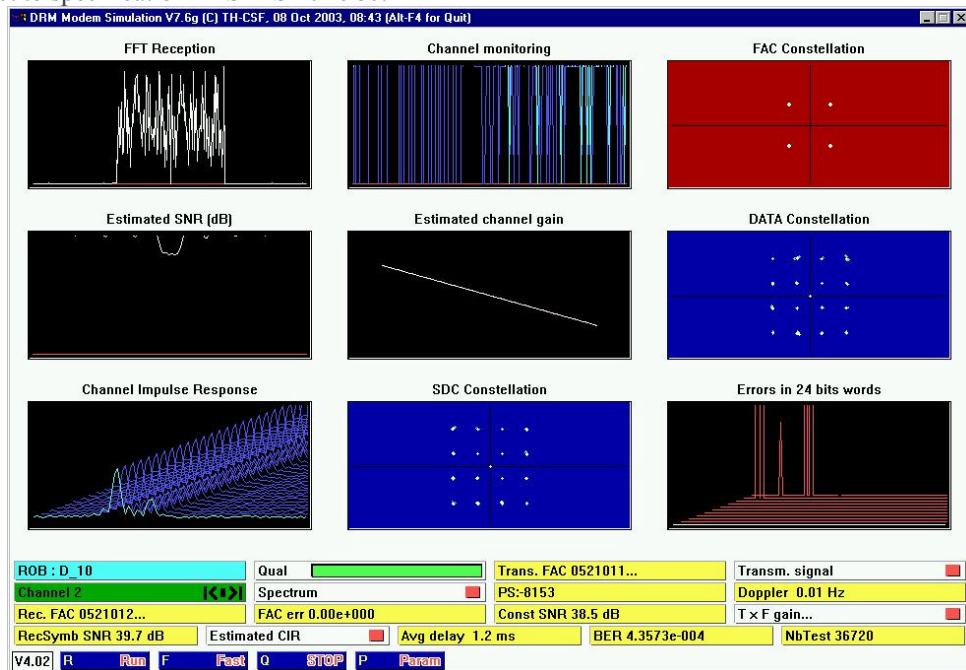 DRM Modem Simulation V7.6g (C) TH-CSF, 08 Oct 2003, 08:43 (Alt-F4 for Quit)
FFT Reception
Channel monitoring
FAC Constellation
Estimated SNR (dB)
Estimated channel gain
DATA Constellation
Channel Impulse Response
SDC Constellation
Errors in 24 bits words
ROB : D_10
Qual
Trans. FAC 0521011...
Transm. signal
Channel 2
Spectrum
PS:-8153
Doppler 0.01 Hz
Rec. FAC 0521012...
FAC err 0.00e+000
Const SNR 38.5 dB
T x F gain...
RecSymb SNR 39.7 dB
Estimated CIR
Avg delay 1.2 ms
BER 4.3573e-004
NbTest 36720
V4.02 R Run F Fast Q STOP P Param